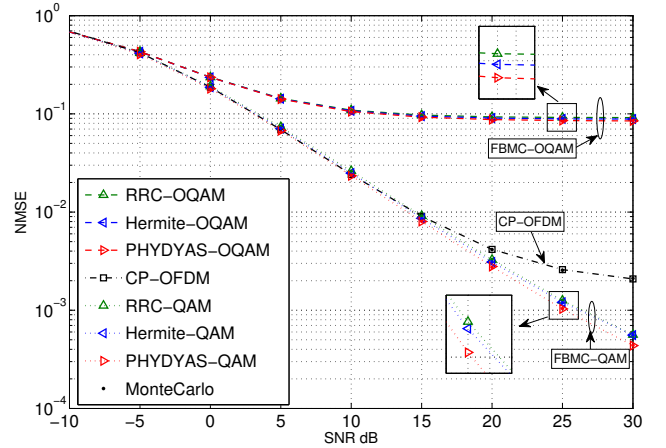 10^0
10^−1
10^−2
10^−3
10^−4
NMSE
−10
−5
0
5
10
15
20
25
30
SNR dB
FBMC−OQAM
CP−OFDM
FBMC−QAM
RRC−OQAM
Hermite−OQAM
PHYDYAS−OQAM
CP−OFDM
RRC−QAM
Hermite−QAM
PHYDYAS−QAM
MonteCarlo